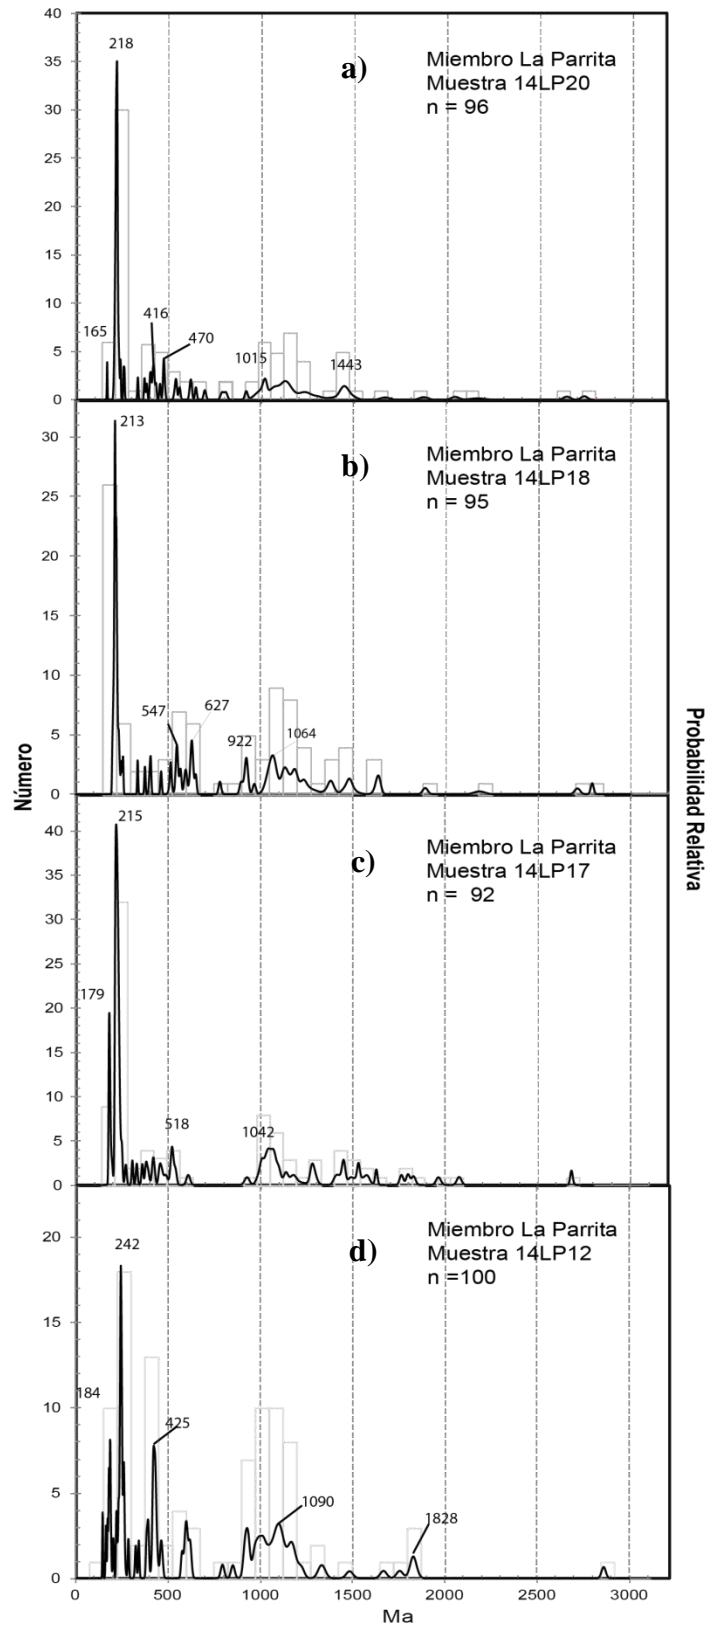 Número
Probabilidad Relativa
a)
Miembro La Parrita
Muestra 14LP20
n = 96
40
35
30
25
20
15
10
5
0
218
165
416
470
1015
1443
b)
Miembro La Parrita
Muestra 14LP18
n = 95
30
25
20
15
10
5
0
213
547
627
922
1064
c)
Miembro La Parrita
Muestra 14LP17
n = 92
40
35
30
25
20
15
10
5
0
215
179
518
1042
d)
Miembro La Parrita
Muestra 14LP12
n =100
20
15
10
5
0
242
184
425
1090
1828
0 500 1000 1500 2000 2500 3000
Ma